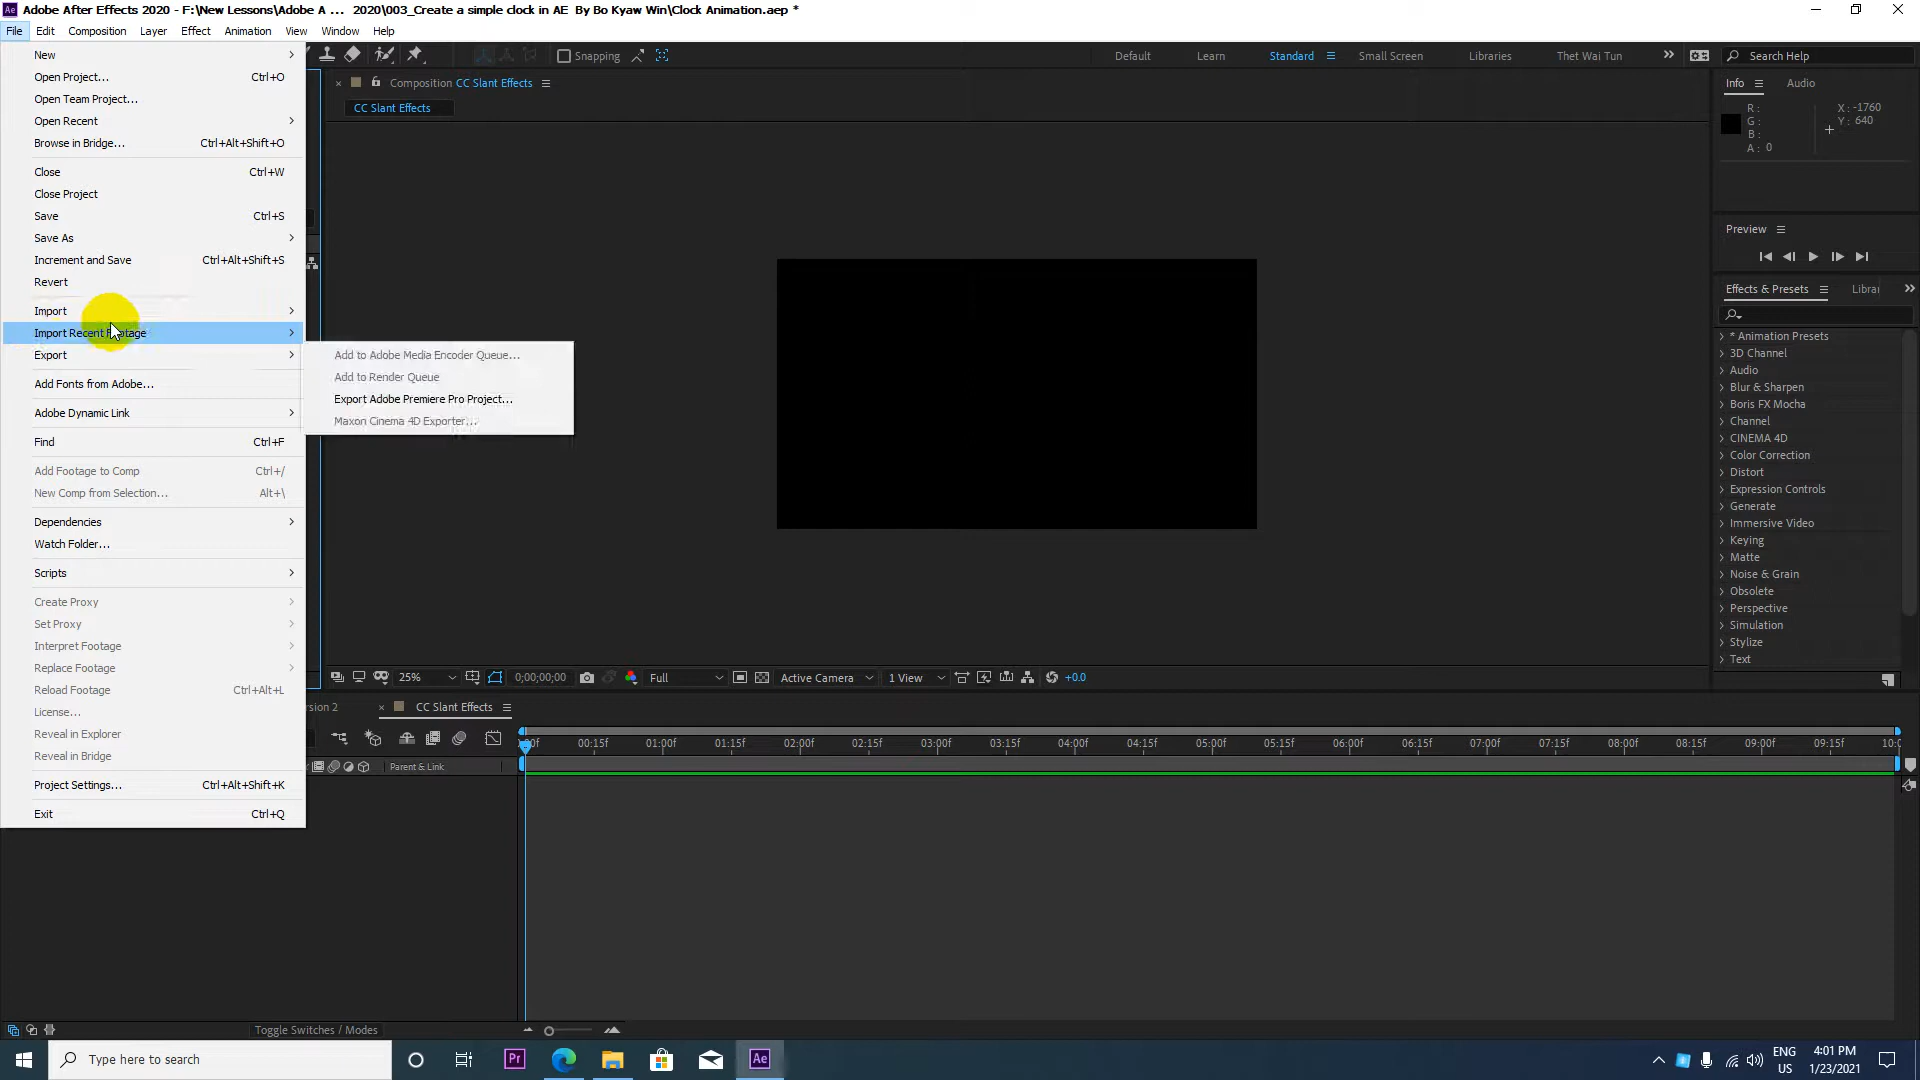 Adobe After Effects 2020 - F:\New Lessons\Adobe A ... 2020\003_Create a simple clock in AE By Bo Kyaw Win\Clock Animation.aep *
File Edit Composition Layer Effect Animation View Window Help
Snapping Default Learn Standard Small Screen Libraries Thet Wai Tun Search Help
New
Open Project... Ctrl+O
Open Team Project...
Open Recent
Browse in Bridge... Ctrl+Alt+Shift+O
Close Ctrl+W
Close Project
Save Ctrl+S
Save As
Increment and Save Ctrl+Alt+Shift+S
Revert
Import
Import Recent Footage
Export
Add Fonts from Adobe...
Adobe Dynamic Link
Find Ctrl+F
Add Footage to Comp Ctrl+/
New Comp from Selection... Alt+\
Dependencies
Watch Folder...
Scripts
Create Proxy
Set Proxy
Interpret Footage
Replace Footage
Reload Footage Ctrl+Alt+L
License...
Reveal in Explorer
Reveal in Bridge
Project Settings... Ctrl+Alt+Shift+K
Exit Ctrl+Q
Add to Adobe Media Encoder Queue...
Add to Render Queue
Export Adobe Premiere Pro Project...
Maxon Cinema 4D Exporter...
Composition CC Slant Effects
CC Slant Effects
Info Audio
R : X : -1760
G : Y : 640
B :
A : 0
Preview
Effects & Presets Librar
* Animation Presets
3D Channel
Audio
Blur & Sharpen
Boris FX Mocha
Channel
CINEMA 4D
Color Correction
Distort
Expression Controls
Generate
Immersive Video
Keying
Matte
Noise & Grain
Obsolete
Perspective
Simulation
Stylize
Text
25% 0;00;00;00 Full Active Camera 1 View +0.0
rsion 2 CC Slant Effects
00f 00:15f 01:00f 01:15f 02:00f 02:15f 03:00f 03:15f 04:00f 04:15f 05:00f 05:15f 06:00f 06:15f 07:00f 07:15f 08:00f 08:15f 09:00f 09:15f 10:0
Parent & Link
Toggle Switches / Modes
Type here to search Pr Ae
ENG 4:01 PM
US 1/23/2021